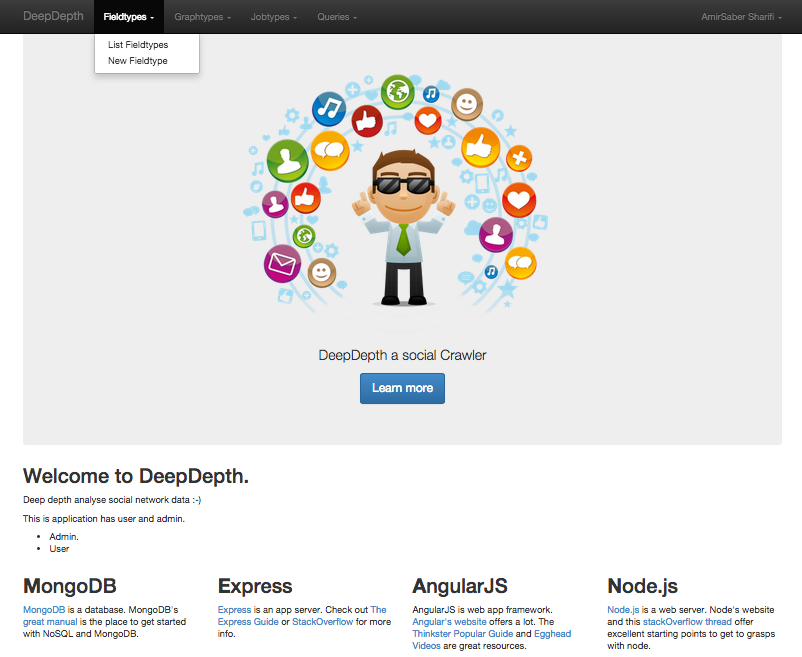 DeepDepth Fieldtypes Graphtypes Jobtypes Queries AmirSaber Sharifi
List Fieldtypes
New Fieldtype
DeepDepth a social Crawler
Learn more
Welcome to DeepDepth.
Deep depth analyse social network data :-)
This is application has user and admin.
• Admin.
• User
MongoDB
MongoDB is a database. MongoDB's
great manual is the place to get started
with NoSQL and MongoDB.
Express
Express is an app server. Check out The
Express Guide or StackOverflow for more
info.
AngularJS
AngularJS is web app framework.
Angular's website offers a lot. The
Thinkster Popular Guide and Egghead
Videos are great resources.
Node.js
Node.js is a web server. Node's website
and this stackOverflow thread offer
excellent starting points to get to grasps
with node.